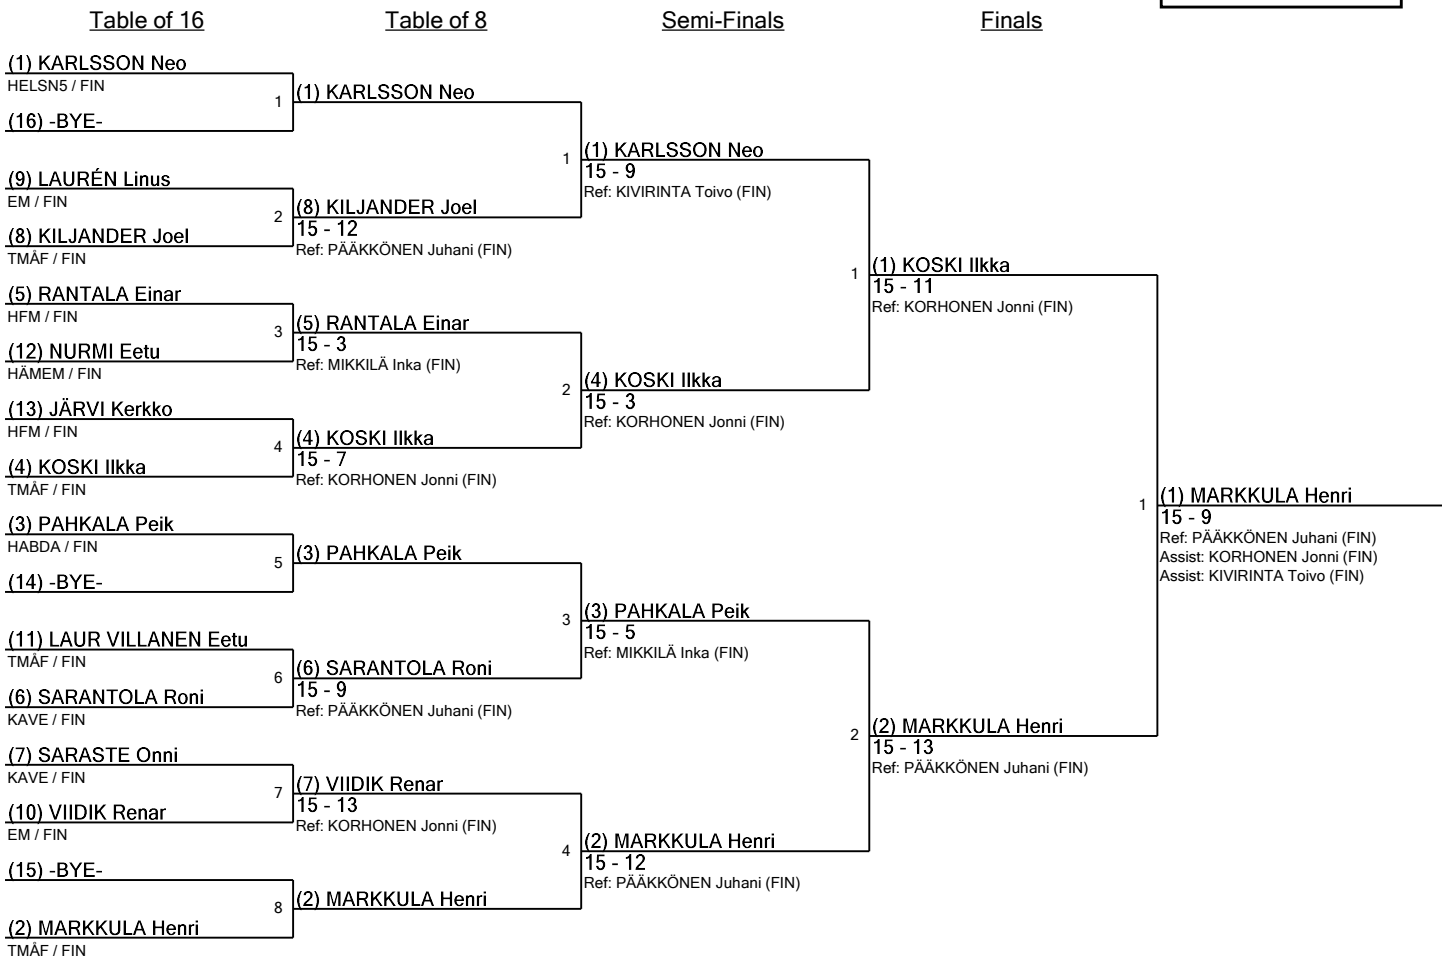 Table of 16
Table of 8
Semi-Finals
Finals
(1) KARLSSON Neo
HELSN5 / FIN
(16) -BYE-
(9) LAURÉN Linus
EM / FIN
(8) KILJANDER Joel
TMÅF / FIN
(5) RANTALA Einar
HFM / FIN
(12) NURMI Eetu
HÄMEM / FIN
(13) JÄRVI Kerkko
HFM / FIN
(4) KOSKI Ilkka
TMÅF / FIN
(3) PAHKALA Peik
HABDA / FIN
(14) -BYE-
(11) LAUR VILLANEN Eetu
TMÅF / FIN
(6) SARANTOLA Roni
KAVE / FIN
(7) SARASTE Onni
KAVE / FIN
(10) VIIDIK Renar
EM / FIN
(15) -BYE-
(2) MARKKULA Henri
TMÅF / FIN
1
(1) KARLSSON Neo
2
(8) KILJANDER Joel
15 - 12
Ref: PÄÄKKÖNEN Juhani (FIN)
3
(5) RANTALA Einar
15 - 3
Ref: MIKKILÄ Inka (FIN)
4
(4) KOSKI Ilkka
15 - 7
Ref: KORHONEN Jonni (FIN)
5
(3) PAHKALA Peik
6
(6) SARANTOLA Roni
15 - 9
Ref: PÄÄKKÖNEN Juhani (FIN)
7
(7) VIIDIK Renar
15 - 13
Ref: KORHONEN Jonni (FIN)
8
(2) MARKKULA Henri
1
(1) KARLSSON Neo
15 - 9
Ref: KIVIRINTA Toivo (FIN)
2
(4) KOSKI Ilkka
15 - 3
Ref: KORHONEN Jonni (FIN)
3
(3) PAHKALA Peik
15 - 5
Ref: MIKKILÄ Inka (FIN)
4
(2) MARKKULA Henri
15 - 12
Ref: PÄÄKKÖNEN Juhani (FIN)
1
(1) KOSKI Ilkka
15 - 11
Ref: KORHONEN Jonni (FIN)
2
(2) MARKKULA Henri
15 - 13
Ref: PÄÄKKÖNEN Juhani (FIN)
1
(1) MARKKULA Henri
15 - 9
Ref: PÄÄKKÖNEN Juhani (FIN)
Assist: KORHONEN Jonni (FIN)
Assist: KIVIRINTA Toivo (FIN)